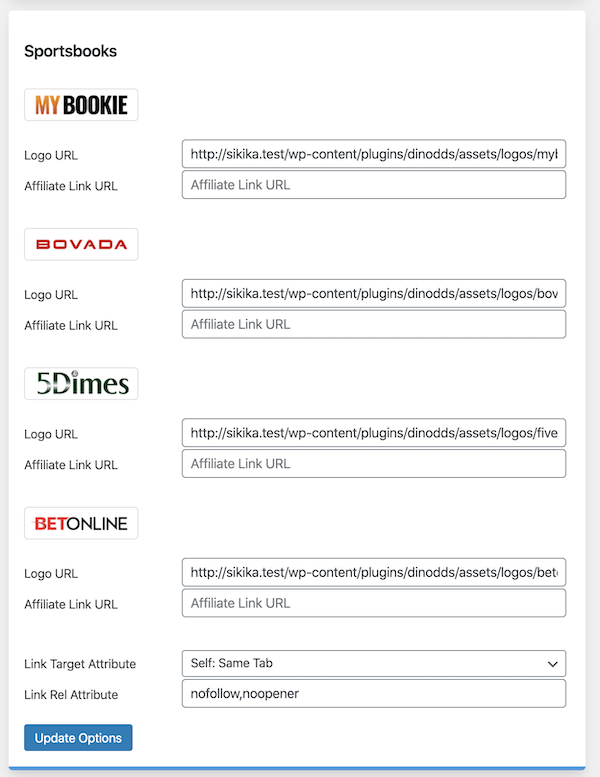 Sportsbooks
MYBOOKIE
Logo URL http://sikika.test/wp-content/plugins/dinodds/assets/logos/myb
Affiliate Link URL Affiliate Link URL
BOVADA
Logo URL http://sikika.test/wp-content/plugins/dinodds/assets/logos/bov
Affiliate Link URL Affiliate Link URL
5Dimes
Logo URL http://sikika.test/wp-content/plugins/dinodds/assets/logos/five
Affiliate Link URL Affiliate Link URL
BETONLINE
Logo URL http://sikika.test/wp-content/plugins/dinodds/assets/logos/beto
Affiliate Link URL Affiliate Link URL
Link Target Attribute Self: Same Tab
Link Rel Attribute nofollow,noopener
Update Options